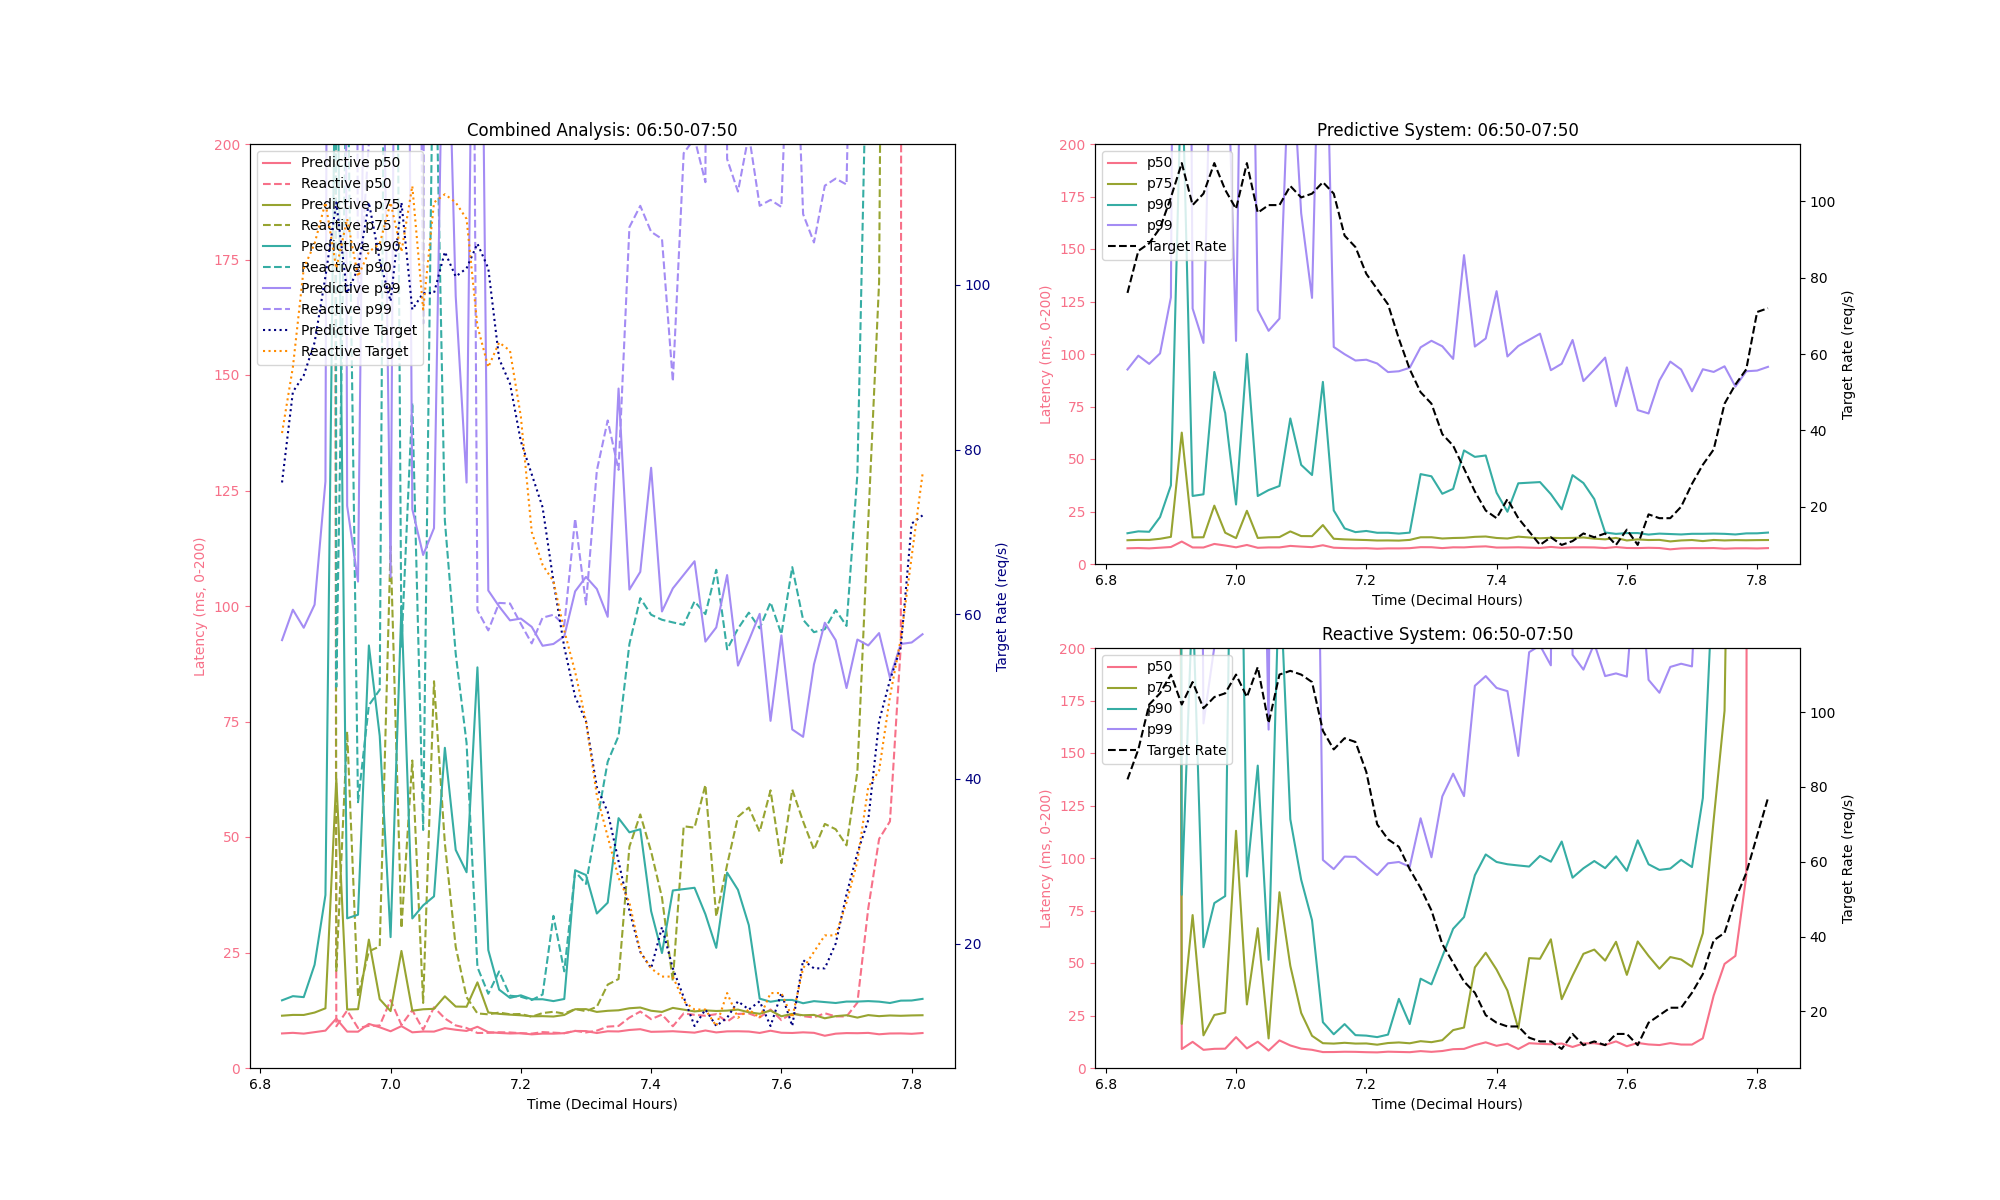 Combined Analysis: 06:50-07:50
Latency (ms, 0-200)
200
175
150
125
100
75
50
25
0
Predictive p50
Reactive p50
Predictive p75
Reactive p75
Predictive p90
Reactive p90
Predictive p99
Reactive p99
Predictive Target
Reactive Target
100
80
60
40
20
Target Rate (req/s)
6.8 7.0 7.2 7.4 7.6 7.8
Time (Decimal Hours)
Predictive System: 06:50-07:50
Latency (ms, 0-200)
200
175
150
125
100
75
50
25
0
p50
p75
p90
p99
Target Rate
100
80
60
40
20
Target Rate (req/s)
6.8 7.0 7.2 7.4 7.6 7.8
Time (Decimal Hours)
Reactive System: 06:50-07:50
Latency (ms, 0-200)
200
175
150
125
100
75
50
25
0
p50
p75
p90
p99
Target Rate
100
80
60
40
20
Target Rate (req/s)
6.8 7.0 7.2 7.4 7.6 7.8
Time (Decimal Hours)